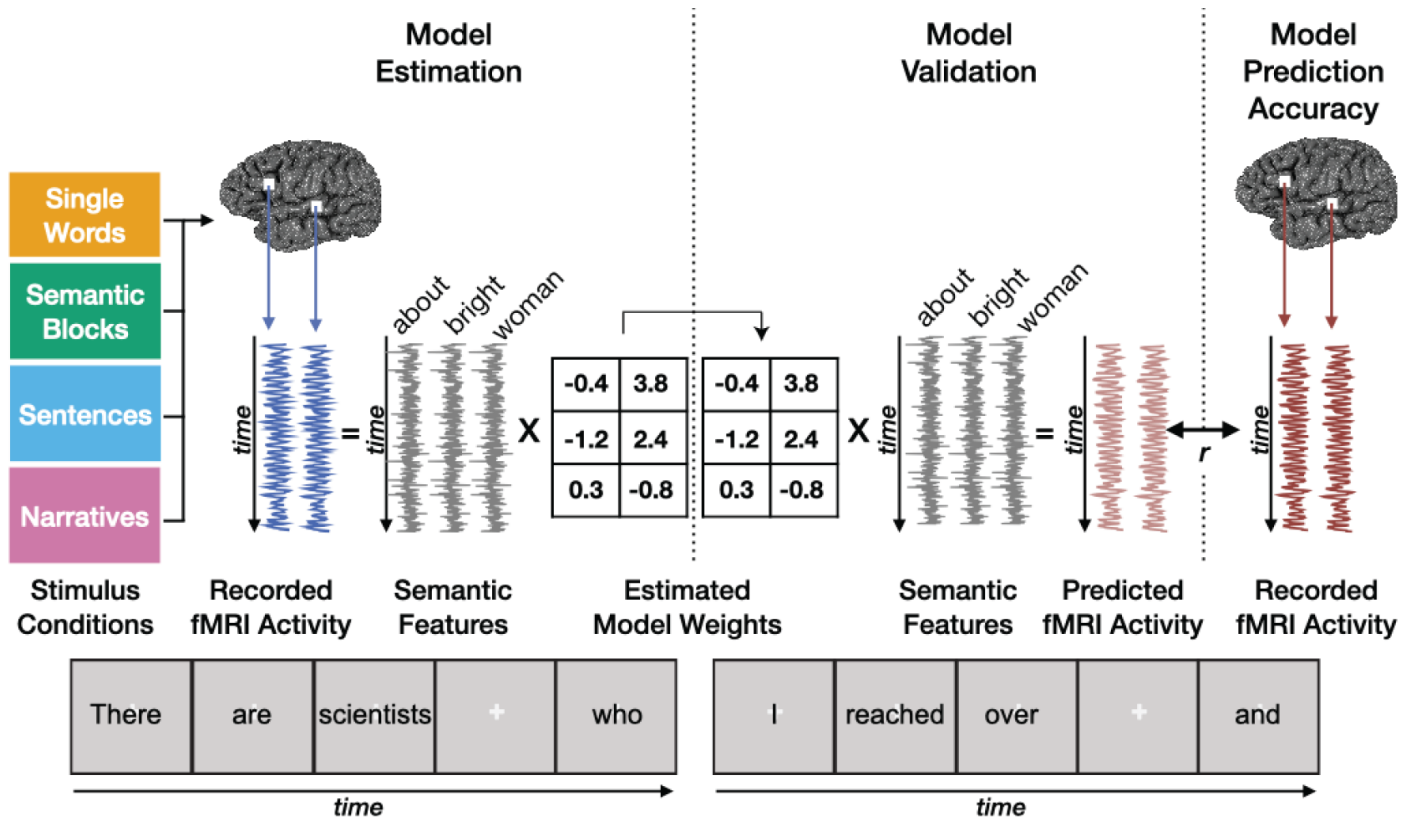 Model
Estimation
Model
Validation
Model
Prediction
Accuracy
Single
Words
Semantic
Blocks
Sentences
Narratives
time
=
time
about
bright
woman
X
-0.4 3.8
-1.2 2.4
0.3 -0.8
-0.4 3.8
-1.2 2.4
0.3 -0.8
X
time
about
bright
woman
=
time
r
time
Stimulus
Conditions
Recorded
fMRI Activity
Semantic
Features
Estimated
Model Weights
Semantic
Features
Predicted
fMRI Activity
Recorded
fMRI Activity
There are scientists + who
time
I reached over + and
time